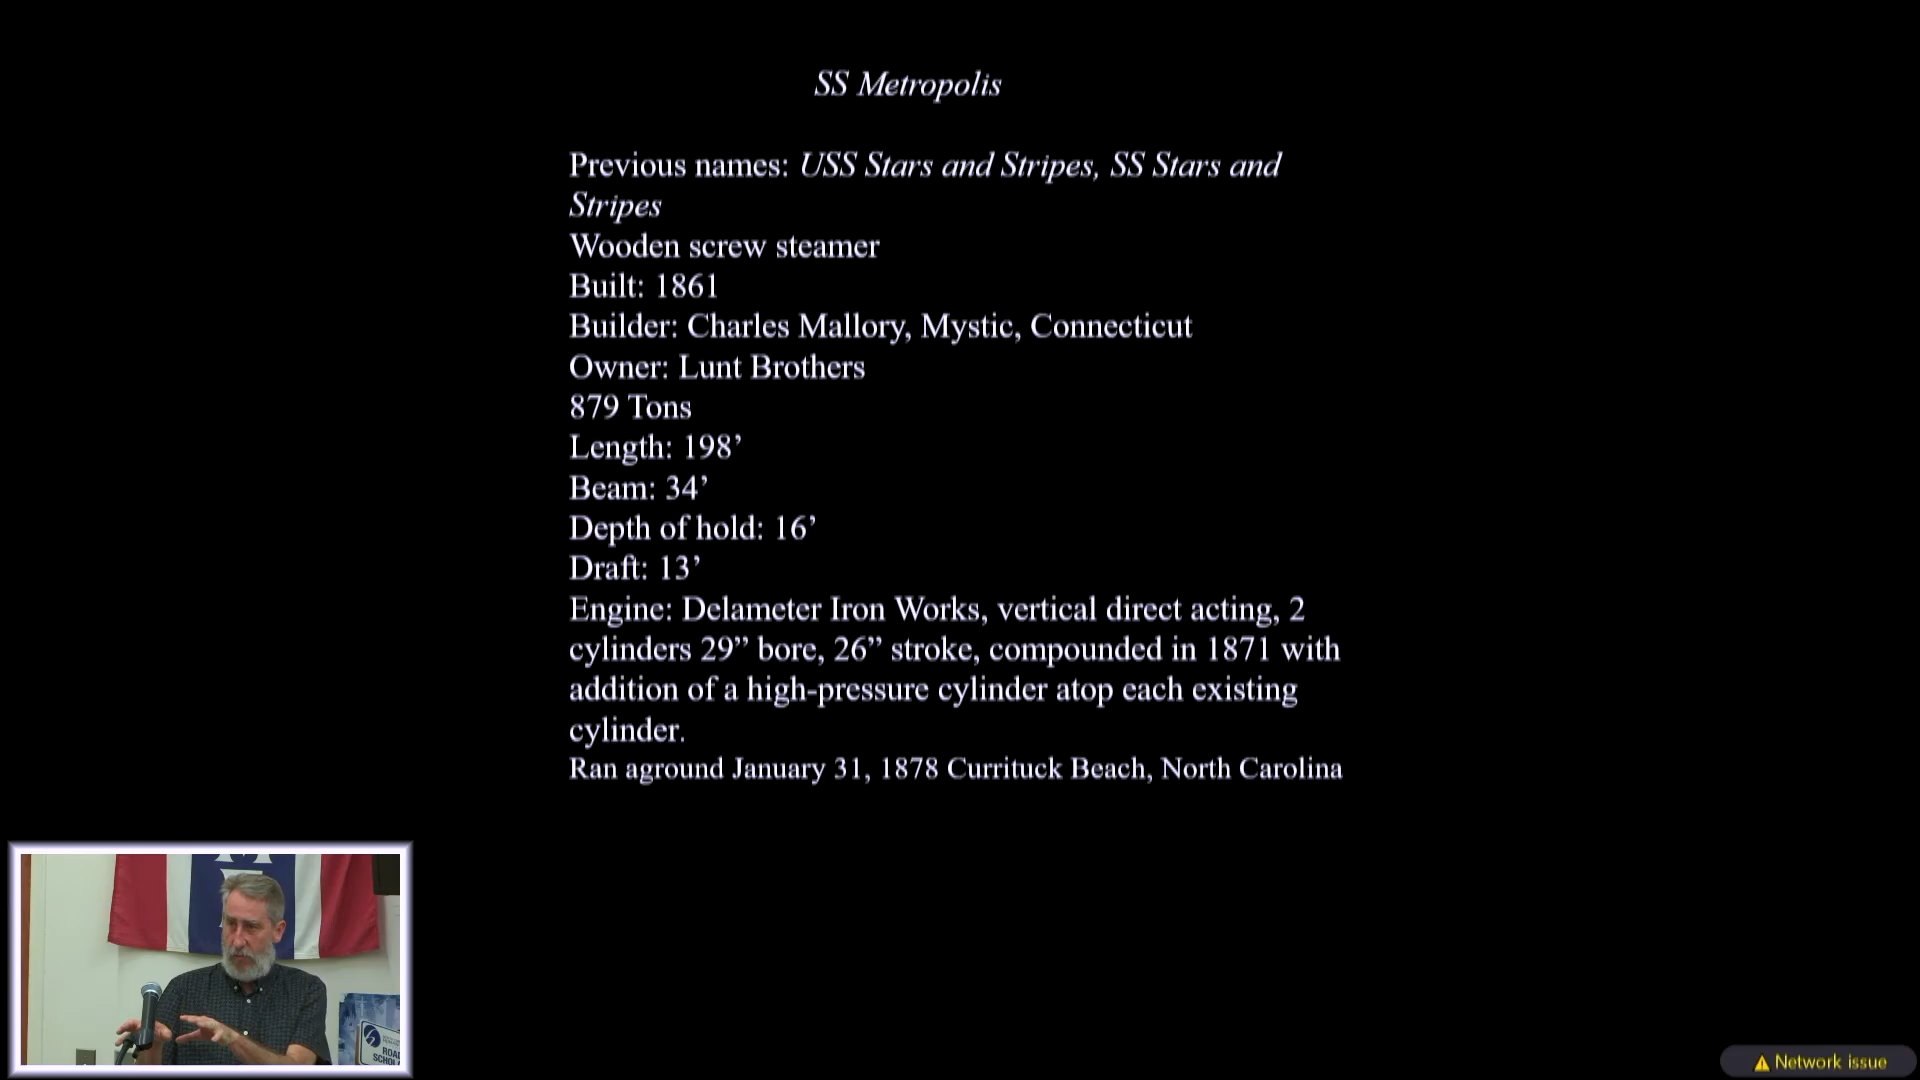 SS Metropolis
Previous names: USS Stars and Stripes, SS Stars and
Stripes
Wooden screw steamer
Built: 1861
Builder: Charles Mallory, Mystic, Connecticut
Owner: Lunt Brothers
879 Tons
Length: 198’
Beam: 34’
Depth of hold: 16’
Draft: 13’
Engine: Delameter Iron Works, vertical direct acting, 2
cylinders 29” bore, 26” stroke, compounded in 1871 with
addition of a high-pressure cylinder atop each existing
cylinder.
Ran aground January 31, 1878 Currituck Beach, North Carolina
ROAD
Network issue